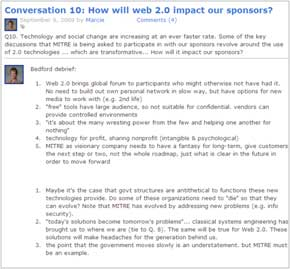 Conversation 10: How will web 2.0 impact our sponsors?
September 9, 2009 by Marcie Comments (4)
Q10. Technology and social change are increasing at an ever faster rate. Some of the key
discussions that MITRE is being asked to participate in with our sponsors revolve around the use
of 2.0 technologies ... which are transformative... How will it impact our sponsors?
Bedford debrief:
1. Web 2.0 brings global forum to participants who might otherwise not have had it.
No need to build out own personal network in slow way, but have options for new
media to work with (e.g. 2nd life)
2. "free" tools have large audience, so not suitable for confidential. vendors can
provide controlled environments
3. "it's about the many wresting power from the few and helping one another for
nothing"
4. technology for profit, sharing nonprofit (intangible & psychological)
5. MITRE as visionary company needs to have a fantasy for long-term, give customers
the next step or two, not the whole roadmap, just what is clear in the future in
order to move forward
1. Maybe it's the case that govt structures are antithetical to functions these new
technologies provide. Do some of these organizations need to "die" so that they
can evolve? Note that MITRE has evolved by addressing new problems (e.g. info
security).
2. "today's solutions become tomorrow's problems"... classical systems engineering has
brought us to where we are (tie to Q. 8). The same will be true for Web 2.0. These
solutions will make headaches for the generation behind us.
3. the point that the government moves slowly is an understatement. but MITRE must
be an example.